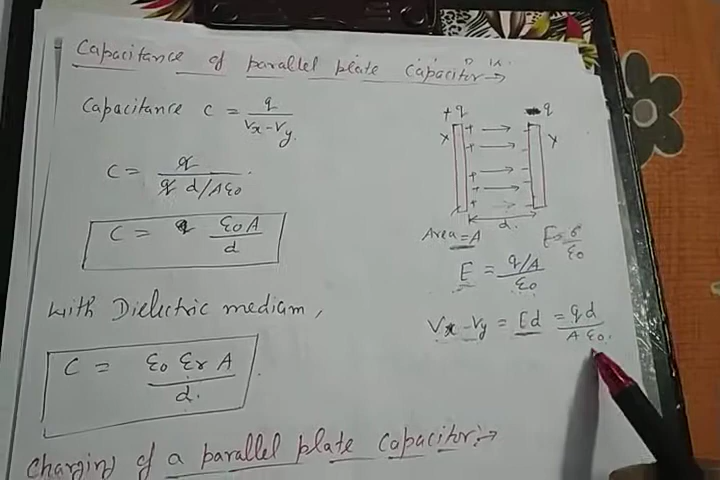 Capacitance of parallel plate capacitor:→
Capacitance C = q / Vx-Vy
C = q / q d/Aε0
C = ε0A / d
with Dielectric mediam,
C = ε0 εr A / d.
+q -q
X Y
+ + + + + - - - - -
d.
Area=A
E=σ/ε0
E = q/A / ε0
Vx-Vy = Ed = qd / Aε0.
Charging of a parallel plate capacitor:→